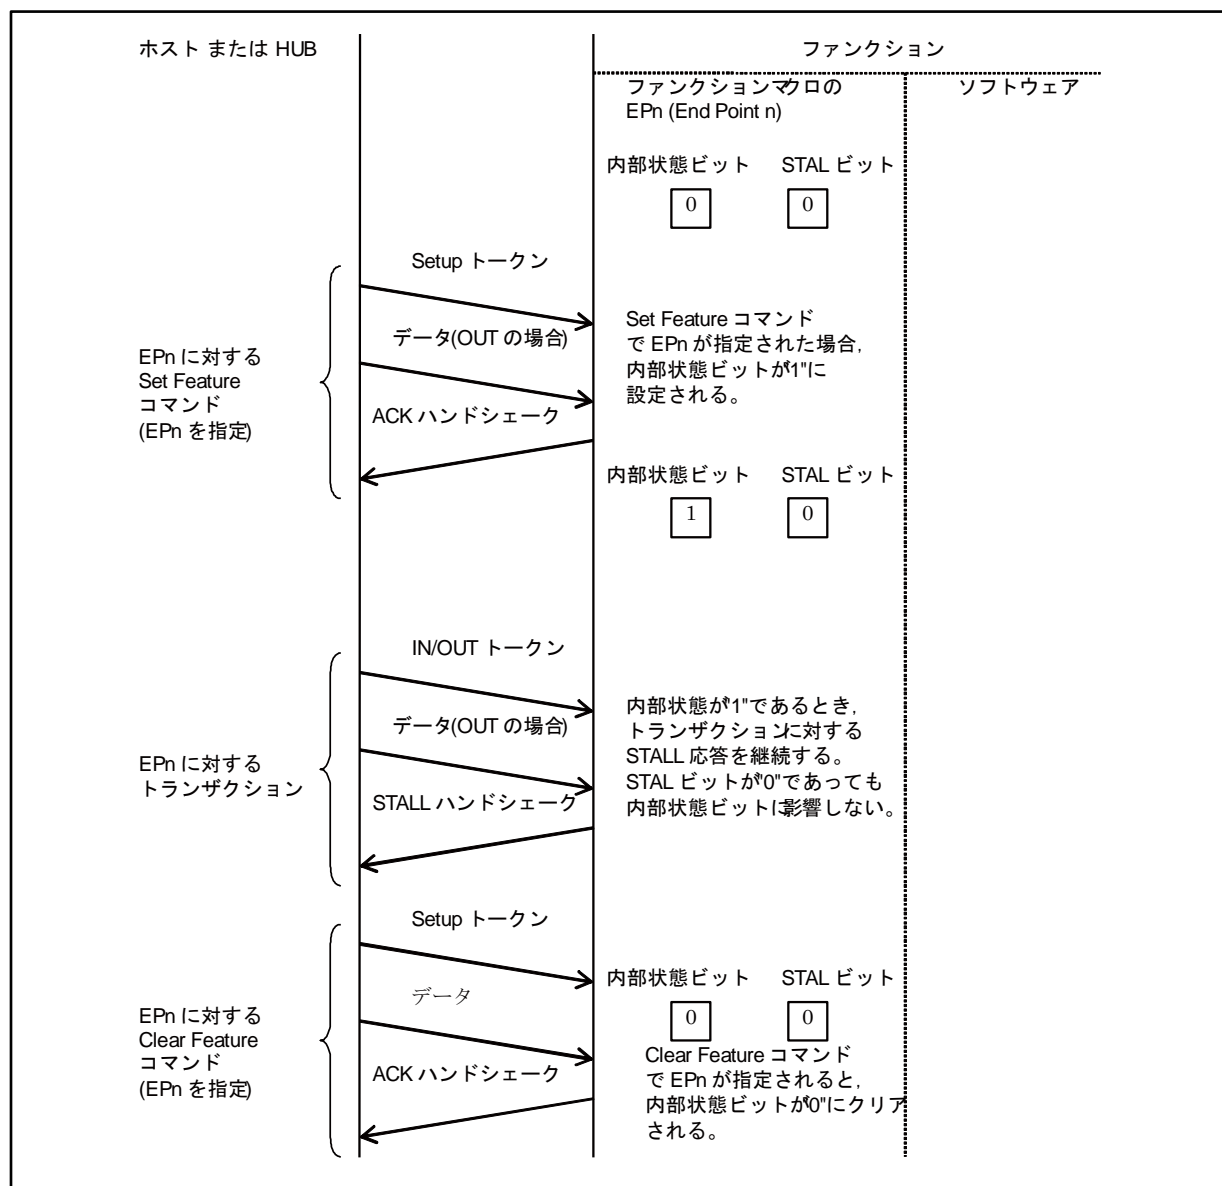 ホスト または HUB
ファンクション
ファンクションマクロの
EPn (End Point n)
ソフトウェア
内部状態ビット STAL ビット
0 0
Setup トークン
データ(OUT の場合)
ACK ハンドシェーク
EPn に対する
Set Feature
コマンド
(EPn を指定)
Set Feature コマンド
で EPn が指定された場合,
内部状態ビットが"1"に
設定される。
内部状態ビット STAL ビット
1 0
IN/OUT トークン
データ(OUT の場合)
STALL ハンドシェーク
EPn に対する
トランザクション
内部状態が"1"であるとき,
トランザクションに対する
STALL 応答を継続する。
STAL ビットが"0"であっても
内部状態ビットに影響しない。
Setup トークン
データ
ACK ハンドシェーク
EPn に対する
Clear Feature
コマンド
(EPn を指定)
内部状態ビット STAL ビット
0 0
Clear Feature コマンド
で EPn が指定されると,
内部状態ビットが"0"にクリア
される。